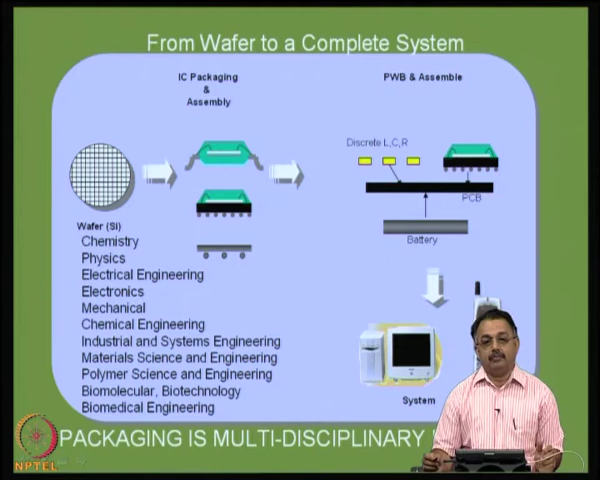 From Wafer to a Complete System
IC Packaging
&
Assembly
PWB & Assemble
Discrete L,C,R
PCB
Battery
Wafer (Si)
Chemistry
Physics
Electrical Engineering
Electronics
Mechanical
Chemical Engineering
Industrial and Systems Engineering
Materials Science and Engineering
Polymer Science and Engineering
Biomolecular, Biotechnology
Biomedical Engineering
System
PACKAGING IS MULTI-DISCIPLINARY
NPTEL